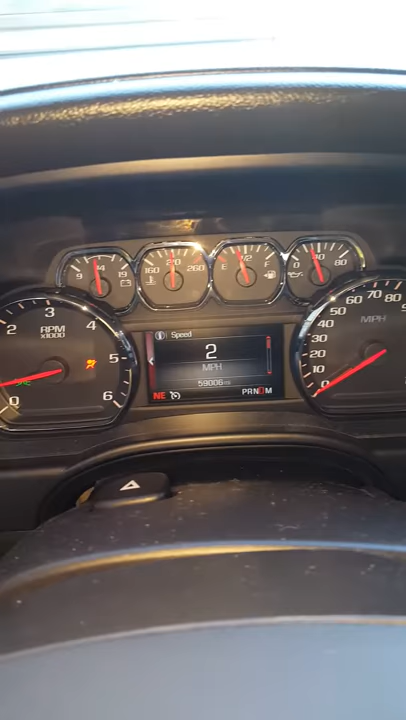 9 14 19
160 210 260
E 1/2 F
0 40 80
2 3 4 5 6 0
RPM
X1000
Speed
2
MPH
59006
NE
PRNDM
0 10 20 30 40 50 60 70 80
MPH